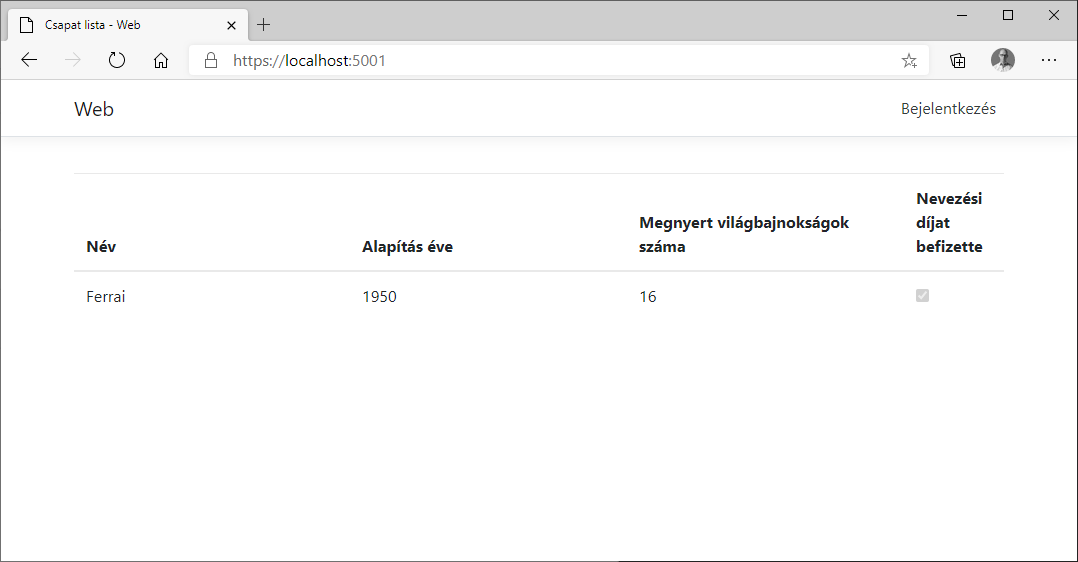 Csapat lista - Web
https://localhost:5001
Web
Bejelentkezés
Név
Alapítás éve
Megnyert világbajnokságok
száma
Nevezési
díjat
befizette
Ferrai
1950
16